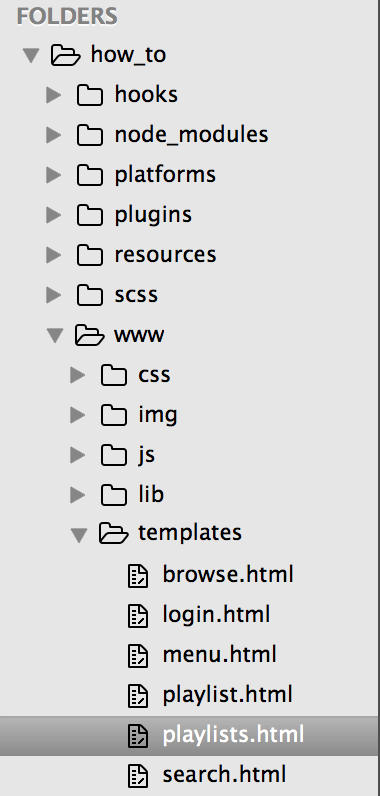 FOLDERS
how_to
hooks
node_modules
platforms
plugins
resources
scss
www
css
img
js
lib
templates
browse.html
login.html
menu.html
playlist.html
playlists.html
search.html